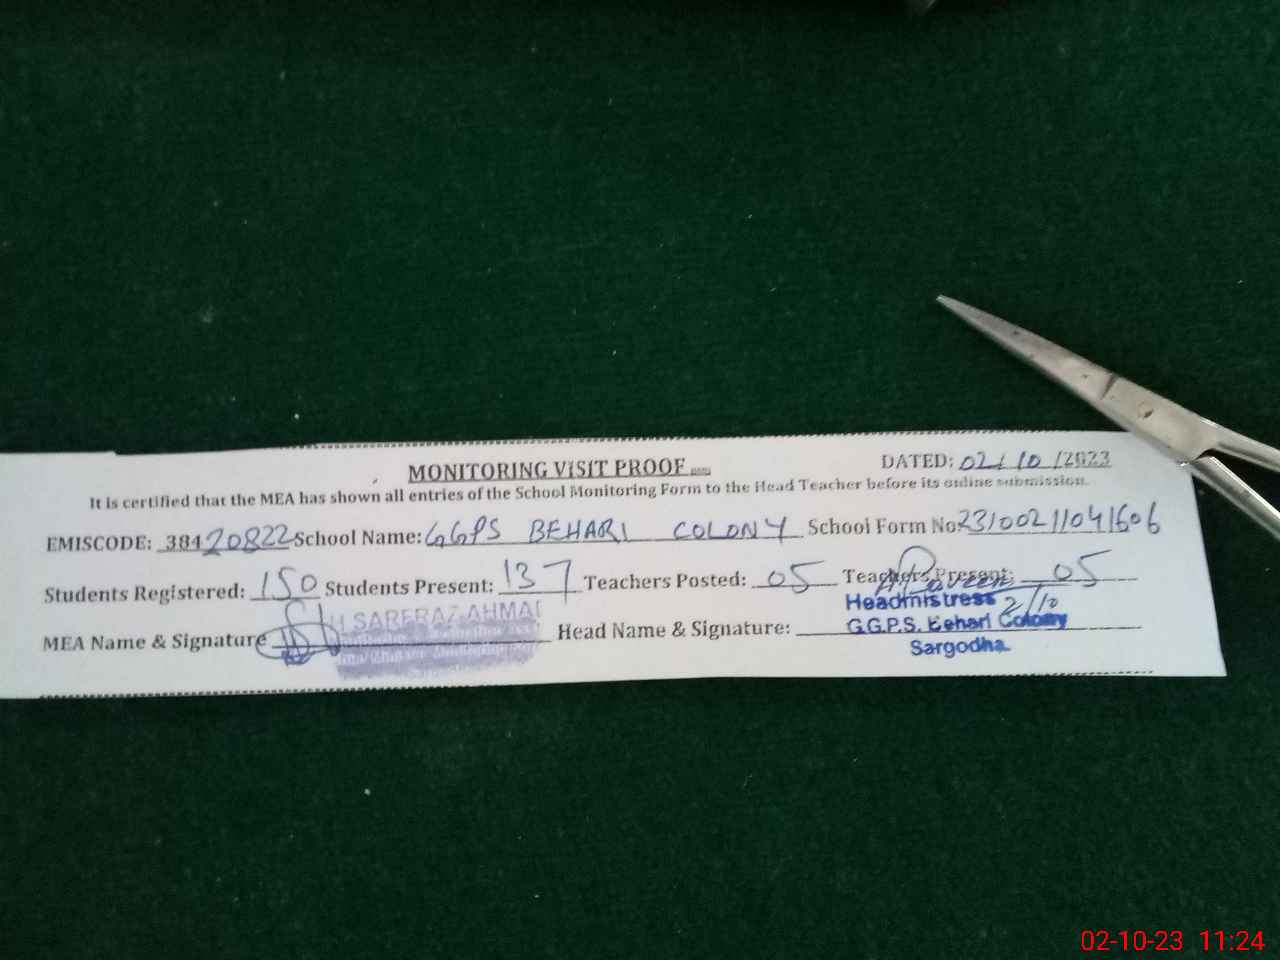 MONITORING VISIT PROOF DATED: 02/10/2023
It is certified that the MEA has shown all entries of the School Monitoring Form to the Head Teacher before its online submission.
EMISCODE: 38420822 School Name: GGPS BEHARI COLONY School Form No: 23100211041606
Students Registered: 150 Students Present: 137 Teachers Posted: 05 Teachers Present: 05
MEA Name & Signature SARFRAZ AHMAD Head Name & Signature:
Headmistress 2/10
G.G.P.S. Behari Colony
Sargodha.
02-10-23 11:24